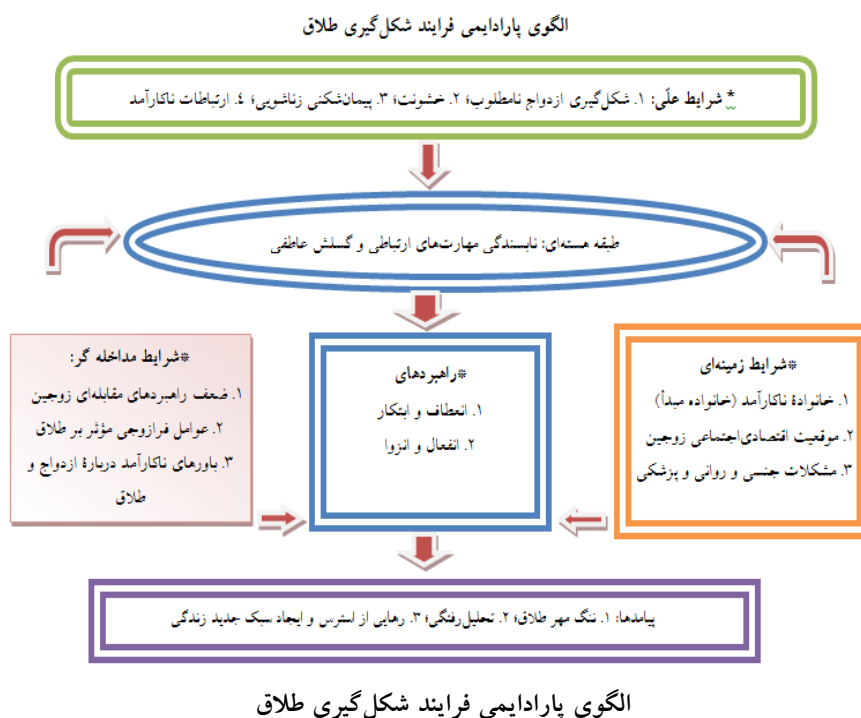 الگوی پارادایمی فرایند شکل‌گیری طلاق
* شرایط علّی: ۱. شکل‌گیری ازدواج نامطلوب؛ ۲. خشونت؛ ۳. پیمان‌شکنی زناشویی؛ ٤. ارتباطات ناکارآمد
طبقه هسته‌ای: نابسندگی مهارت‌های ارتباطی و گسلش عاطفی
*شرایط زمینه‌ای
۱. خانوادهٔ ناکارآمد (خانواده مبدأ)
۲. موقعیت اقتصادی‌اجتماعی زوجین
۳. مشکلات جنسی و روانی و پزشکی
*راهبردهای
۱. انعطاف و ابتکار
۲. انفعال و انزوا
*شرایط مداخله گر:
۱. ضعف راهبردهای مقابله‌ای زوجین
۲. عوامل فرازوجی مؤثر بر طلاق
۳. باورهای ناکارآمد دربارهٔ ازدواج و
طلاق
پیامدها: ۱. ننگ مهر طلاق؛ ۲. تحلیل‌رفتگی؛ ۳. رهایی از استرس و ایجاد سبک جدید زندگی
الگوی پارادایمی فرایند شکل‌گیری طلاق